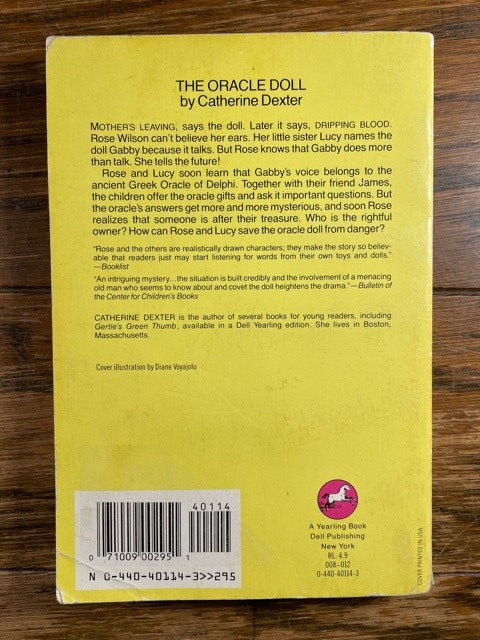 THE ORACLE DOLL
by Catherine Dexter
MOTHER'S LEAVING, says the doll. Later it says, DRIPPING BLOOD.
Rose Wilson can't believe her ears. Her little sister Lucy names the
doll Gabby because it talks. But Rose knows that Gabby does more
than talk. She tells the future!
Rose and Lucy soon learn that Gabby's voice belongs to the
ancient Greek Oracle of Delphi. Together with their friend James,
the children offer the oracle gifts and ask it important questions. But
the oracle's answers get more and more mysterious, and soon Rose
realizes that someone is after their treasure. Who is the rightful
owner? How can Rose and Lucy save the oracle doll from danger?
"Rose and the others are realistically drawn characters; they make the story so believ-
able that readers just may start listening for words from their own toys and dolls."
—Booklist
"An intriguing mystery...the situation is built credibly and the involvement of a menacing
old man who seems to know about and covet the doll heightens the drama."—Bulletin of
the Center for Children's Books
CATHERINE DEXTER is the author of several books for young readers, including
Gertie's Green Thumb, available in a Dell Yearling edition. She lives in Boston,
Massachusetts.
Cover illustration by Diane Voyajolu
40114
0 71009 00295 1
N 0-440-40114-3>>295
A Yearling Book
Dell Publishing
New York
RL: 4.9
008-012
0-440-40114-3
COVER PRINTED IN USA